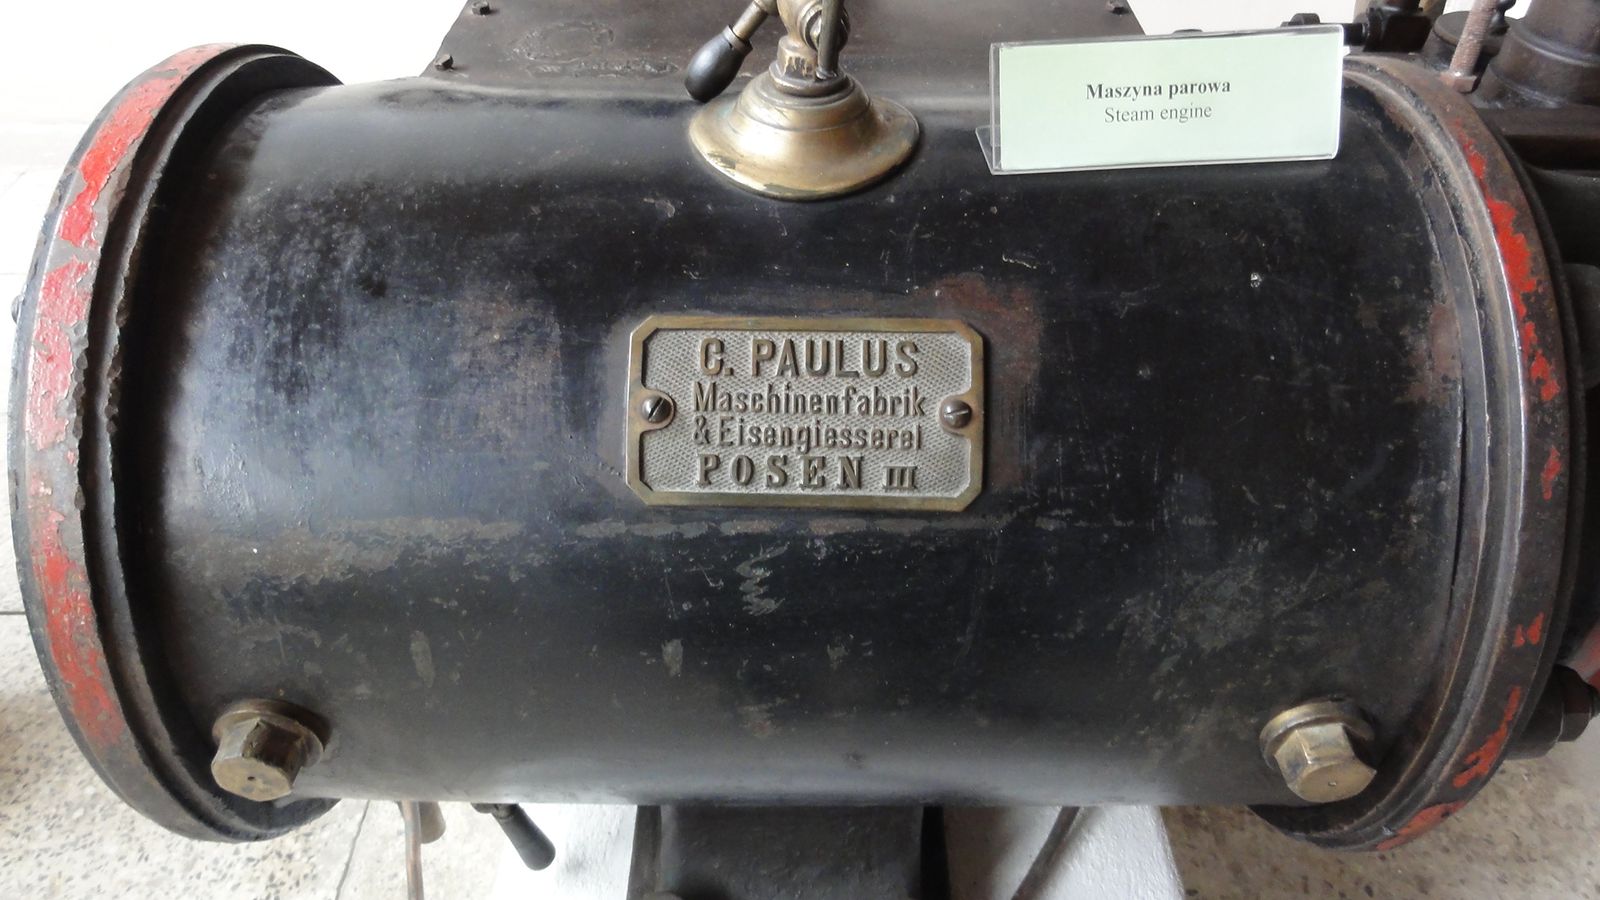 Maszyna parowa
Steam engine
C. PAULUS
Maschinenfabrik
& Eisengiesserei
POSEN III